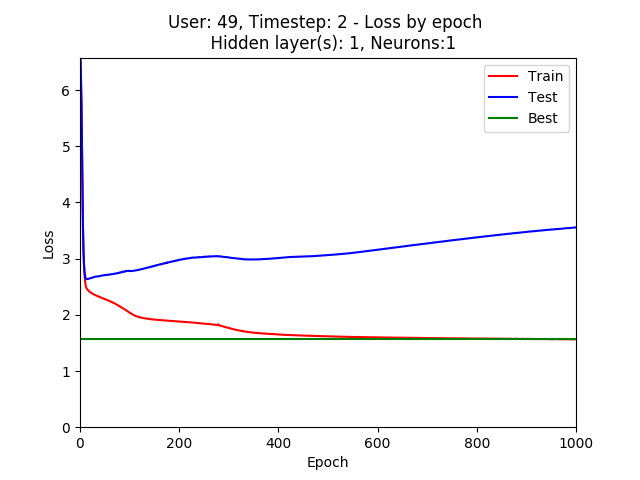 User: 49, Timestep: 2 - Loss by epoch
Hidden layer(s): 1, Neurons:1
Train
Test
Best
6
5
4
3
2
1
0
Loss
0 200 400 600 800 1000
Epoch